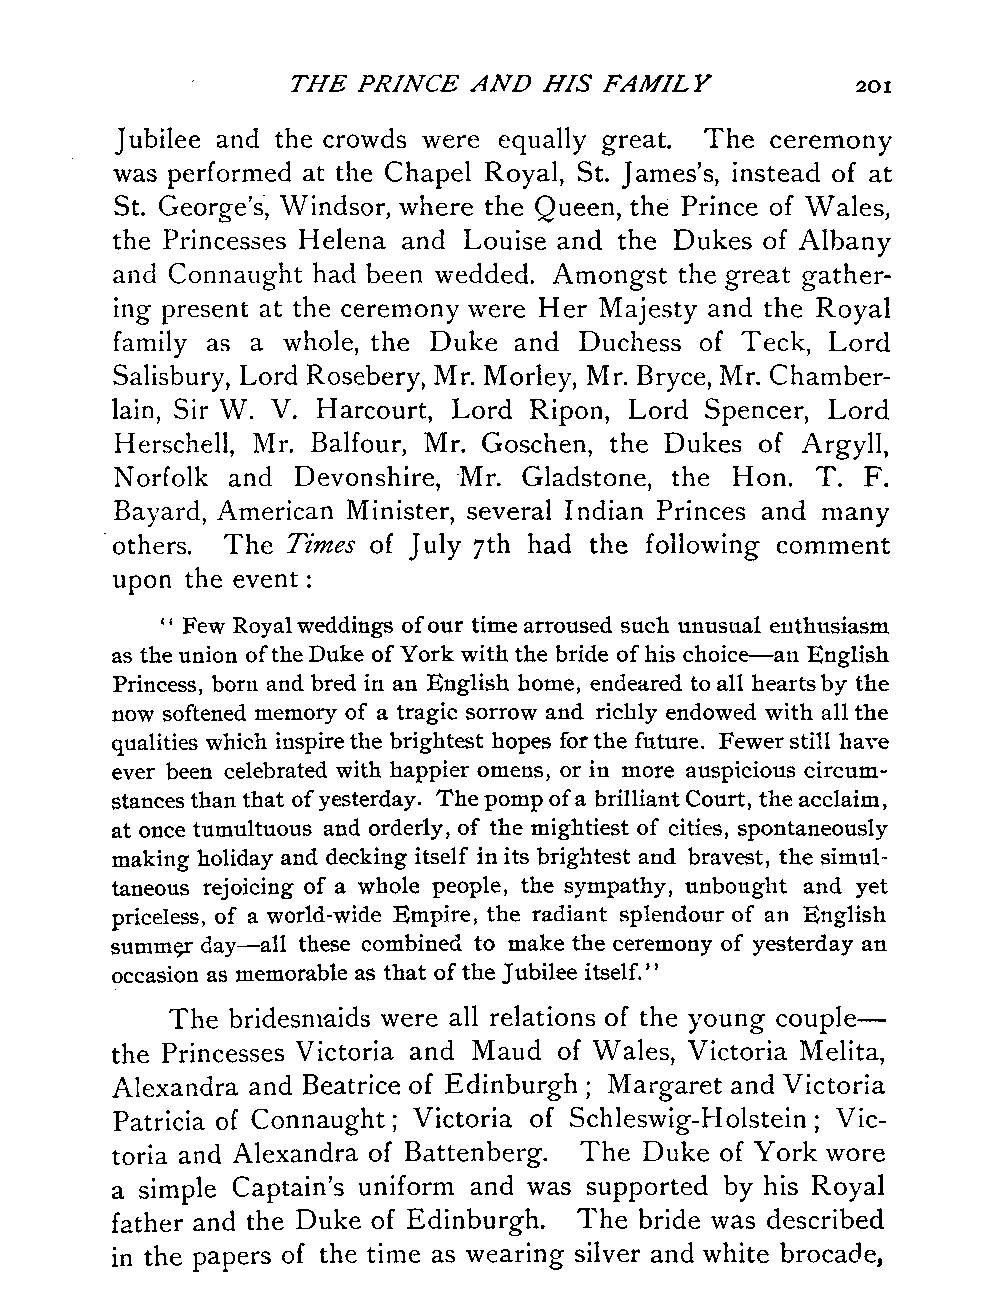 THE PRINCE AND HIS FAMILY 201
Jubilee and the crowds were equally great. The ceremony
was performed at the Chapel Royal, St. James's, instead of at
St. George's, Windsor, where the Queen, the Prince of Wales,
the Princesses Helena and Louise and the Dukes of Albany
and Connaught had been wedded. Amongst the great gather-
ing present at the ceremony were Her Majesty and the Royal
family as a whole, the Duke and Duchess of Teck, Lord
Salisbury, Lord Rosebery, Mr. Morley, Mr. Bryce, Mr. Chamber-
lain, Sir W. V. Harcourt, Lord Ripon, Lord Spencer, Lord
Herschell, Mr. Balfour, Mr. Goschen, the Dukes of Argyll,
Norfolk and Devonshire, Mr. Gladstone, the Hon. T. F.
Bayard, American Minister, several Indian Princes and many
others. The Times of July 7th had the following comment
upon the event :
" Few Royal weddings of our time arroused such unusual enthusiasm
as the union of the Duke of York with the bride of his choice—an English
Princess, born and bred in an English home, endeared to all hearts by the
now softened memory of a tragic sorrow and richly endowed with all the
qualities which inspire the brightest hopes for the future. Fewer still have
ever been celebrated with happier omens, or in more auspicious circum-
stances than that of yesterday. The pomp of a brilliant Court, the acclaim,
at once tumultuous and orderly, of the mightiest of cities, spontaneously
making holiday and decking itself in its brightest and bravest, the simul-
taneous rejoicing of a whole people, the sympathy, unbought and yet
priceless, of a world-wide Empire, the radiant splendour of an English
summer day—all these combined to make the ceremony of yesterday an
occasion as memorable as that of the Jubilee itself."
The bridesmaids were all relations of the young couple—
the Princesses Victoria and Maud of Wales, Victoria Melita,
Alexandra and Beatrice of Edinburgh ; Margaret and Victoria
Patricia of Connaught ; Victoria of Schleswig-Holstein ; Vic-
toria and Alexandra of Battenberg. The Duke of York wore
a simple Captain's uniform and was supported by his Royal
father and the Duke of Edinburgh. The bride was described
in the papers of the time as wearing silver and white brocade,